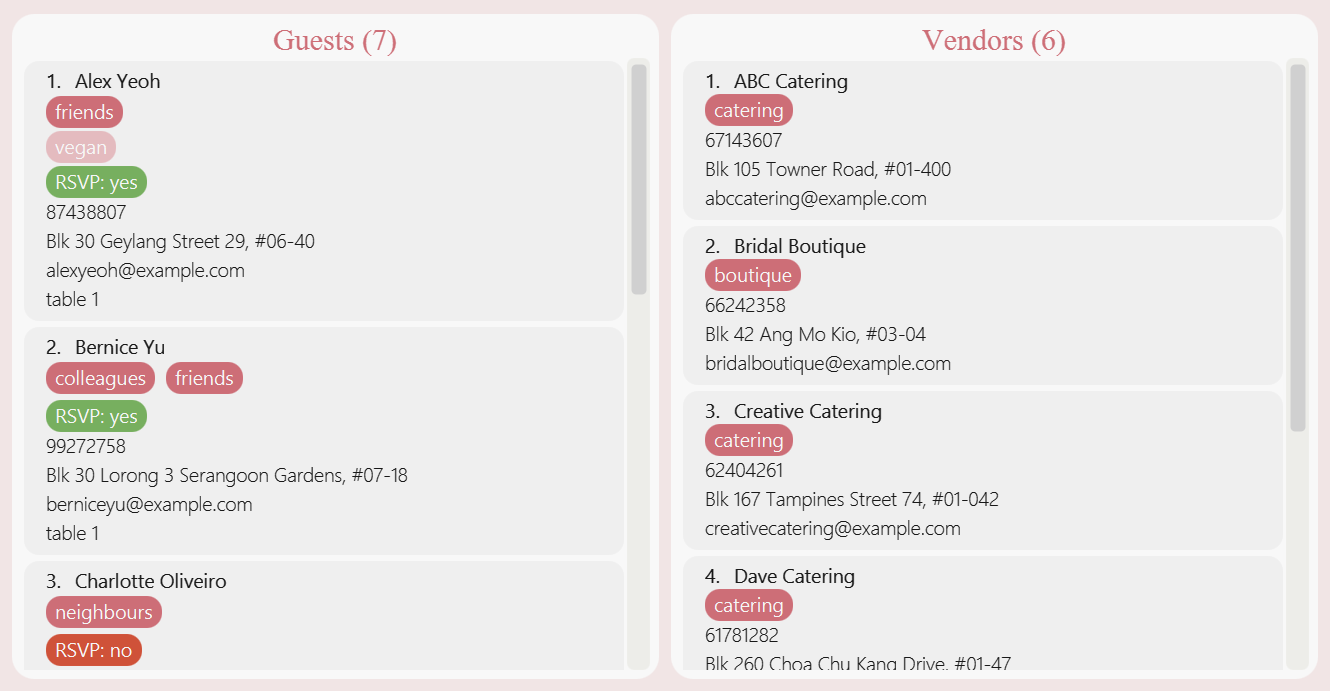 Guests (7)
1. Alex Yeoh
friends
vegan
RSVP: yes
87438807
Blk 30 Geylang Street 29, #06-40
alexyeoh@example.com
table 1
2. Bernice Yu
colleagues friends
RSVP: yes
99272758
Blk 30 Lorong 3 Serangoon Gardens, #07-18
berniceyu@example.com
table 1
3. Charlotte Oliveiro
neighbours
RSVP: no
Vendors (6)
1. ABC Catering
catering
67143607
Blk 105 Towner Road, #01-400
abccatering@example.com
2. Bridal Boutique
boutique
66242358
Blk 42 Ang Mo Kio, #03-04
bridalboutique@example.com
3. Creative Catering
catering
62404261
Blk 167 Tampines Street 74, #01-042
creativecatering@example.com
4. Dave Catering
catering
61781282
Blk 260 Choa Chu Kang Drive, #01-47